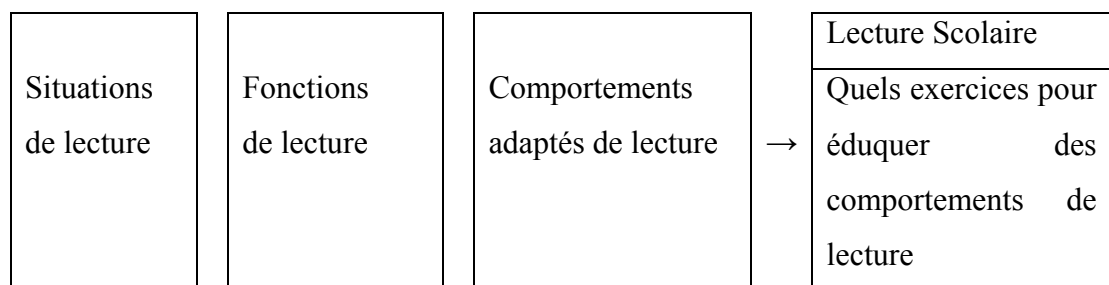 Situations
de lecture
Fonctions
de lecture
Comportements
adaptés de lecture
→
Lecture Scolaire
Quels exercices pour
éduquer des
comportements de
lecture